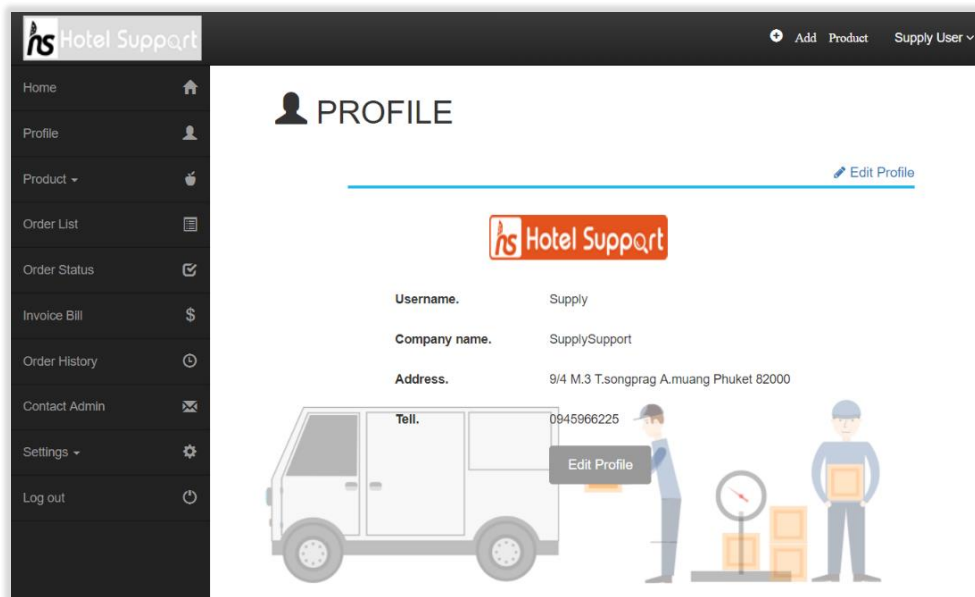 hs Hotel Support
Add Product Supply User
Home
Profile
Product
Order List
Order Status
Invoice Bill
$
Order History
Contact Admin
Settings
Log out
PROFILE
Edit Profile
hs Hotel Support
Username. Supply
Company name. SupplySupport
Address. 9/4 M.3 T.songprag A.muang Phuket 82000
Tell. 0945966225
Edit Profile